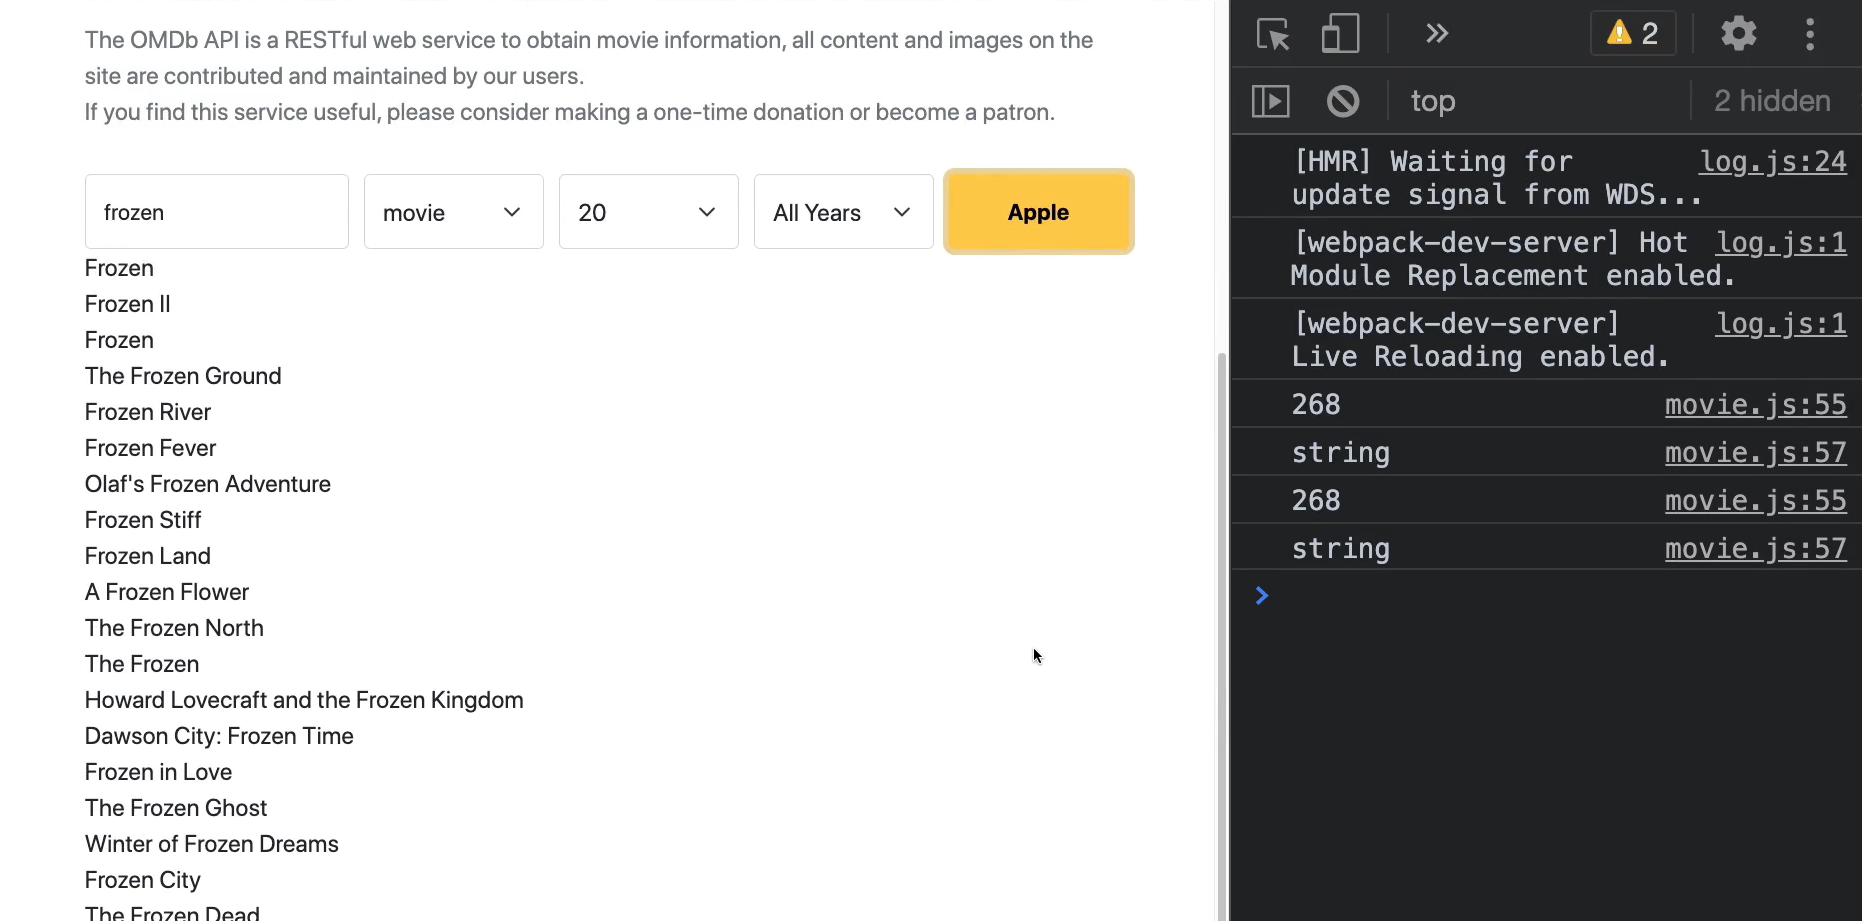 The OMDb API is a RESTful web service to obtain movie information, all content and images on the
site are contributed and maintained by our users.
If you find this service useful, please consider making a one-time donation or become a patron.
frozen
movie
20
All Years
Apple
Frozen
Frozen II
Frozen
The Frozen Ground
Frozen River
Frozen Fever
Olaf's Frozen Adventure
Frozen Stiff
Frozen Land
A Frozen Flower
The Frozen North
The Frozen
Howard Lovecraft and the Frozen Kingdom
Dawson City: Frozen Time
Frozen in Love
The Frozen Ghost
Winter of Frozen Dreams
Frozen City
The Frozen Dead
2
top
2 hidden
[HMR] Waiting for log.js:24
update signal from WDS...
[webpack-dev-server] Hot log.js:1
Module Replacement enabled.
[webpack-dev-server] log.js:1
Live Reloading enabled.
268 movie.js:55
string movie.js:57
268 movie.js:55
string movie.js:57